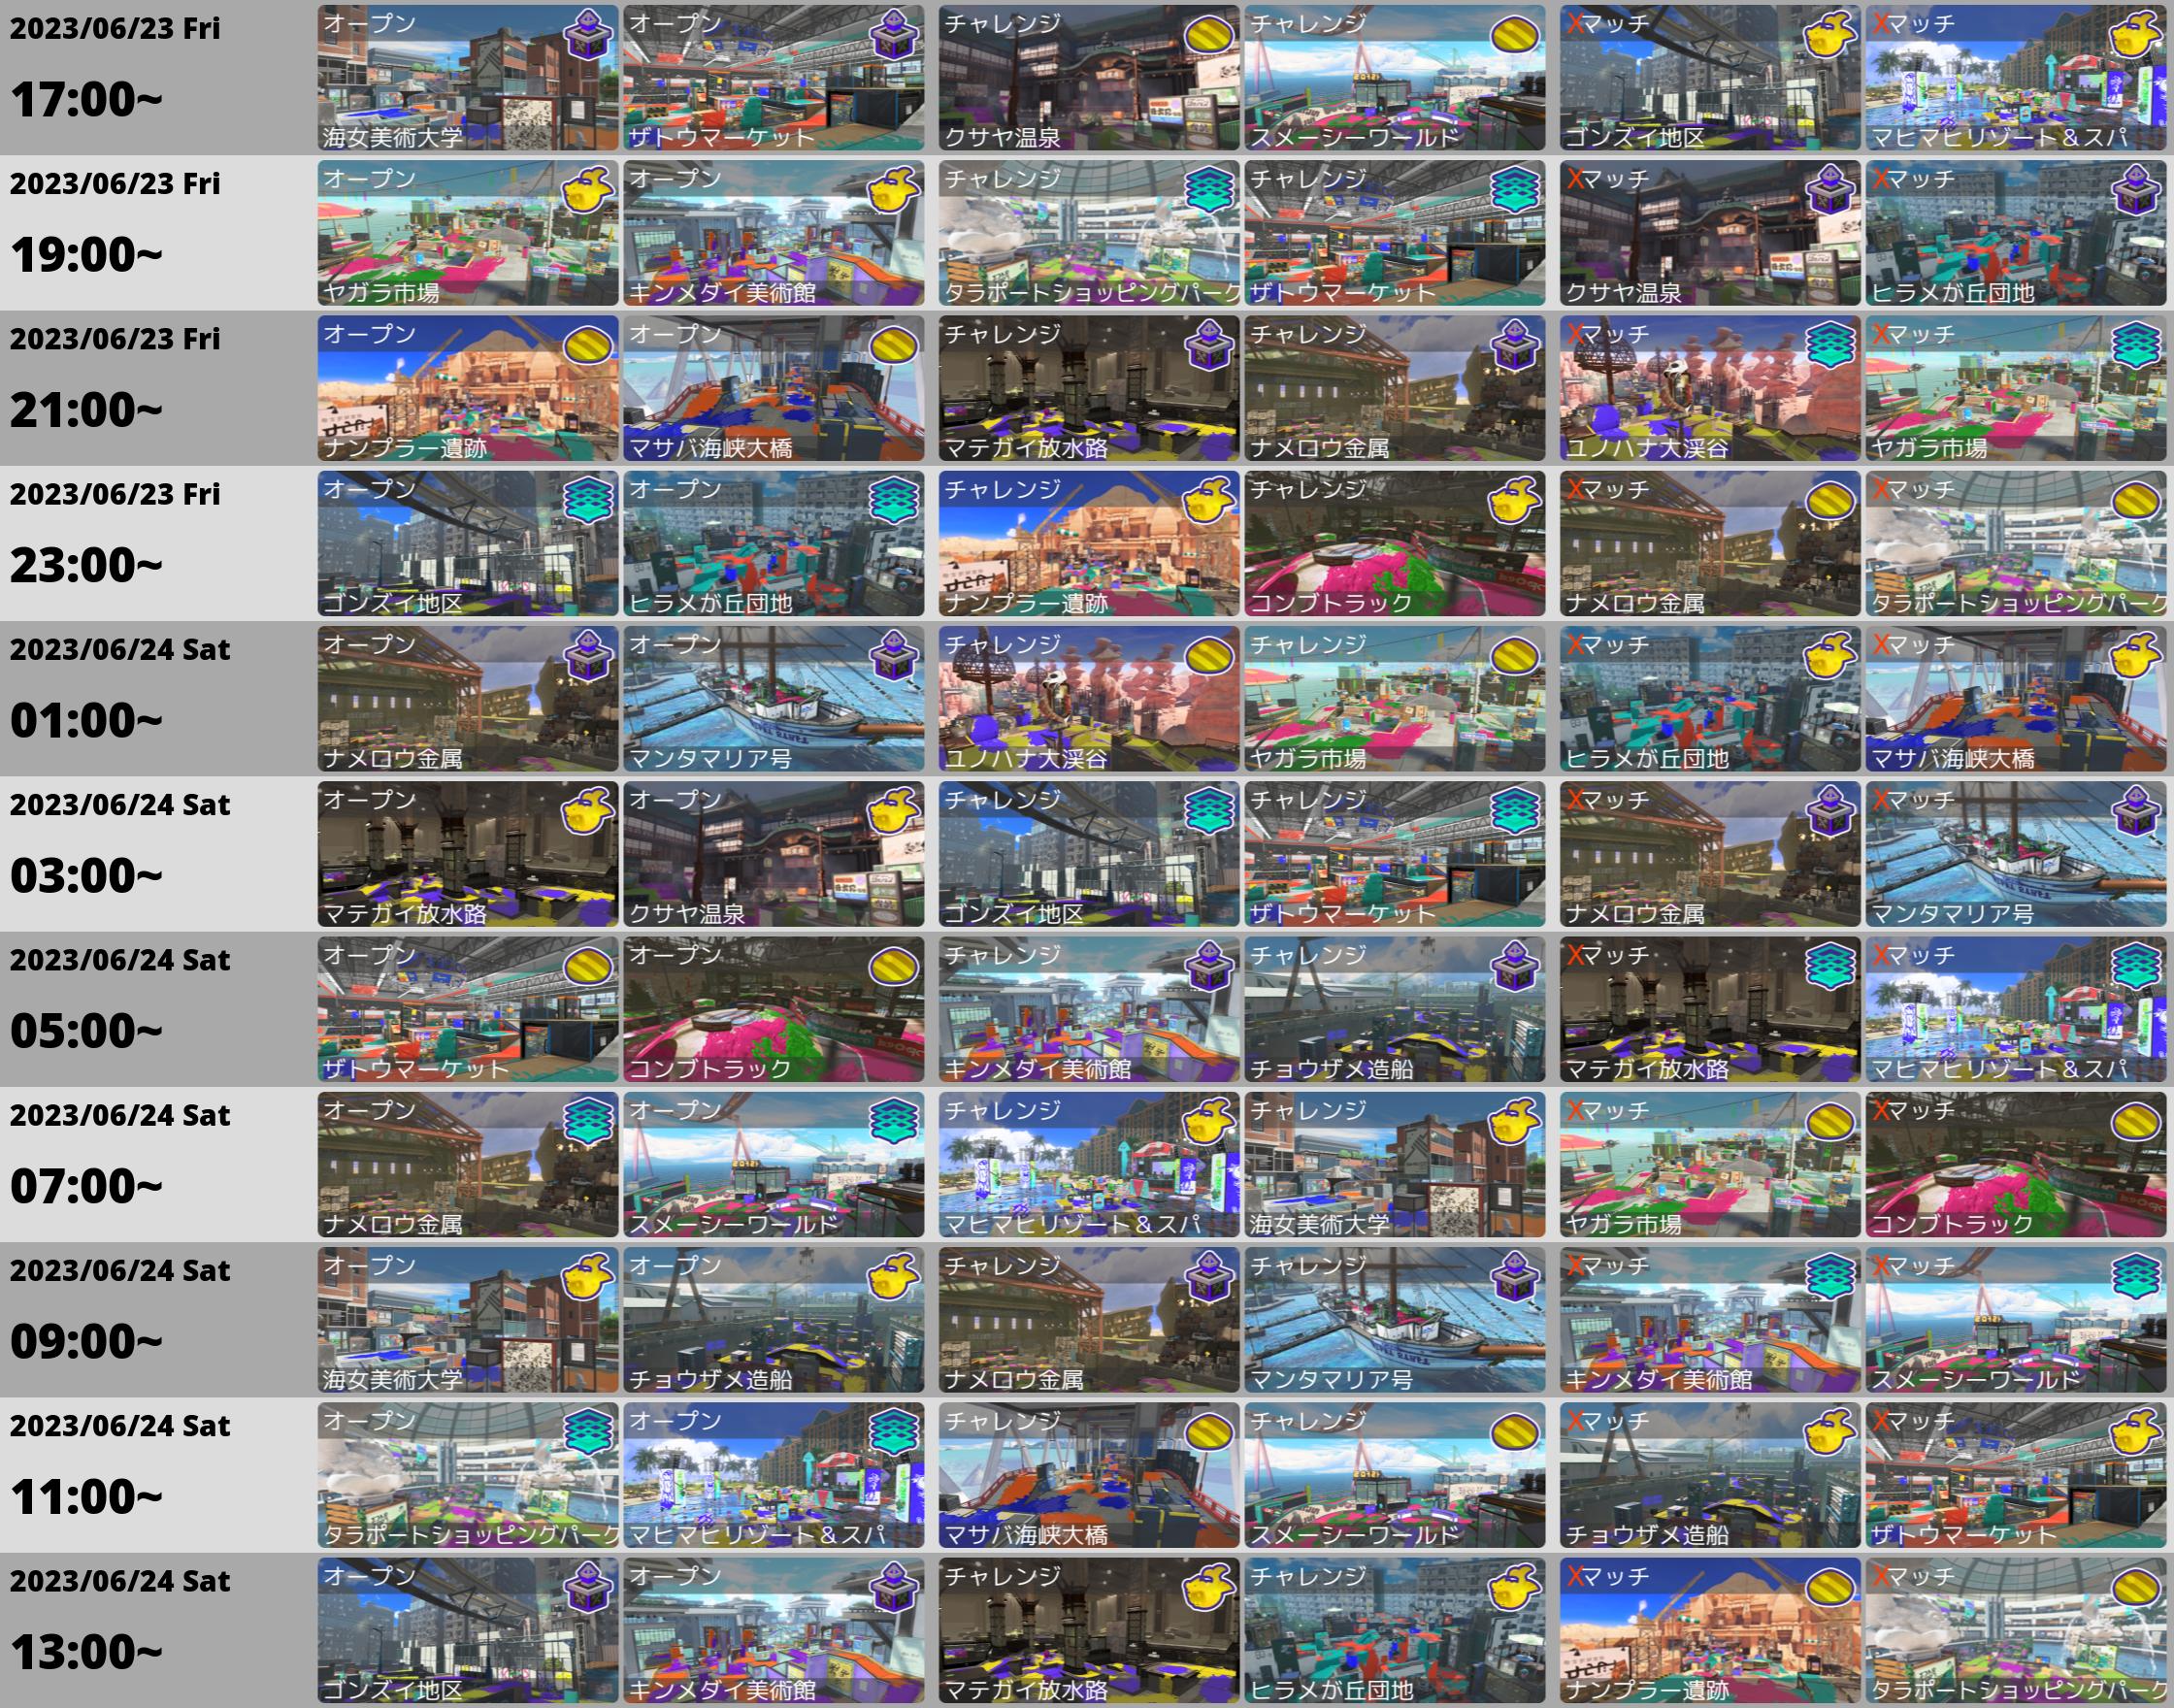 2023/06/23 Fri
17:00~
オープン
海女美術大学
オープン
ザトウマーケット
チャレンジ
クサヤ温泉
チャレンジ
スメーシーワールド
Xマッチ
ゴンズイ地区
Xマッチ
マヒマヒリゾート&スパ
2023/06/23 Fri
19:00~
オープン
ヤガラ市場
オープン
キンメダイ美術館
チャレンジ
タラポートショッピングパーク
チャレンジ
ザトウマーケット
Xマッチ
クサヤ温泉
Xマッチ
ヒラメが丘団地
2023/06/23 Fri
21:00~
オープン
ナンプラー遺跡
オープン
マサバ海峡大橋
チャレンジ
マテガイ放水路
チャレンジ
ナメロウ金属
Xマッチ
ユノハナ大渓谷
Xマッチ
ヤガラ市場
2023/06/23 Fri
23:00~
オープン
ゴンズイ地区
オープン
ヒラメが丘団地
チャレンジ
ナンプラー遺跡
チャレンジ
コンブトラック
Xマッチ
ナメロウ金属
Xマッチ
タラポートショッピングパーク
2023/06/24 Sat
01:00~
オープン
ナメロウ金属
オープン
マンタマリア号
チャレンジ
ユノハナ大渓谷
チャレンジ
ヤガラ市場
Xマッチ
ヒラメが丘団地
Xマッチ
マサバ海峡大橋
2023/06/24 Sat
03:00~
オープン
マテガイ放水路
オープン
クサヤ温泉
チャレンジ
ゴンズイ地区
チャレンジ
ザトウマーケット
Xマッチ
ナメロウ金属
Xマッチ
マンタマリア号
2023/06/24 Sat
05:00~
オープン
ザトウマーケット
オープン
コンブトラック
チャレンジ
キンメダイ美術館
チャレンジ
チョウザメ造船
Xマッチ
マテガイ放水路
Xマッチ
マヒマヒリゾート&スパ
2023/06/24 Sat
07:00~
オープン
ナメロウ金属
オープン
スメーシーワールド
チャレンジ
マヒマヒリゾート&スパ
チャレンジ
海女美術大学
Xマッチ
ヤガラ市場
Xマッチ
コンブトラック
2023/06/24 Sat
09:00~
オープン
海女美術大学
オープン
チョウザメ造船
チャレンジ
ナメロウ金属
チャレンジ
マンタマリア号
Xマッチ
キンメダイ美術館
Xマッチ
スメーシーワールド
2023/06/24 Sat
11:00~
オープン
タラポートショッピングパーク
オープン
マヒマヒリゾート&スパ
チャレンジ
マサバ海峡大橋
チャレンジ
スメーシーワールド
Xマッチ
チョウザメ造船
Xマッチ
ザトウマーケット
2023/06/24 Sat
13:00~
オープン
ゴンズイ地区
オープン
キンメダイ美術館
チャレンジ
マテガイ放水路
チャレンジ
ヒラメが丘団地
Xマッチ
ナンプラー遺跡
Xマッチ
タラポートショッピングパーク